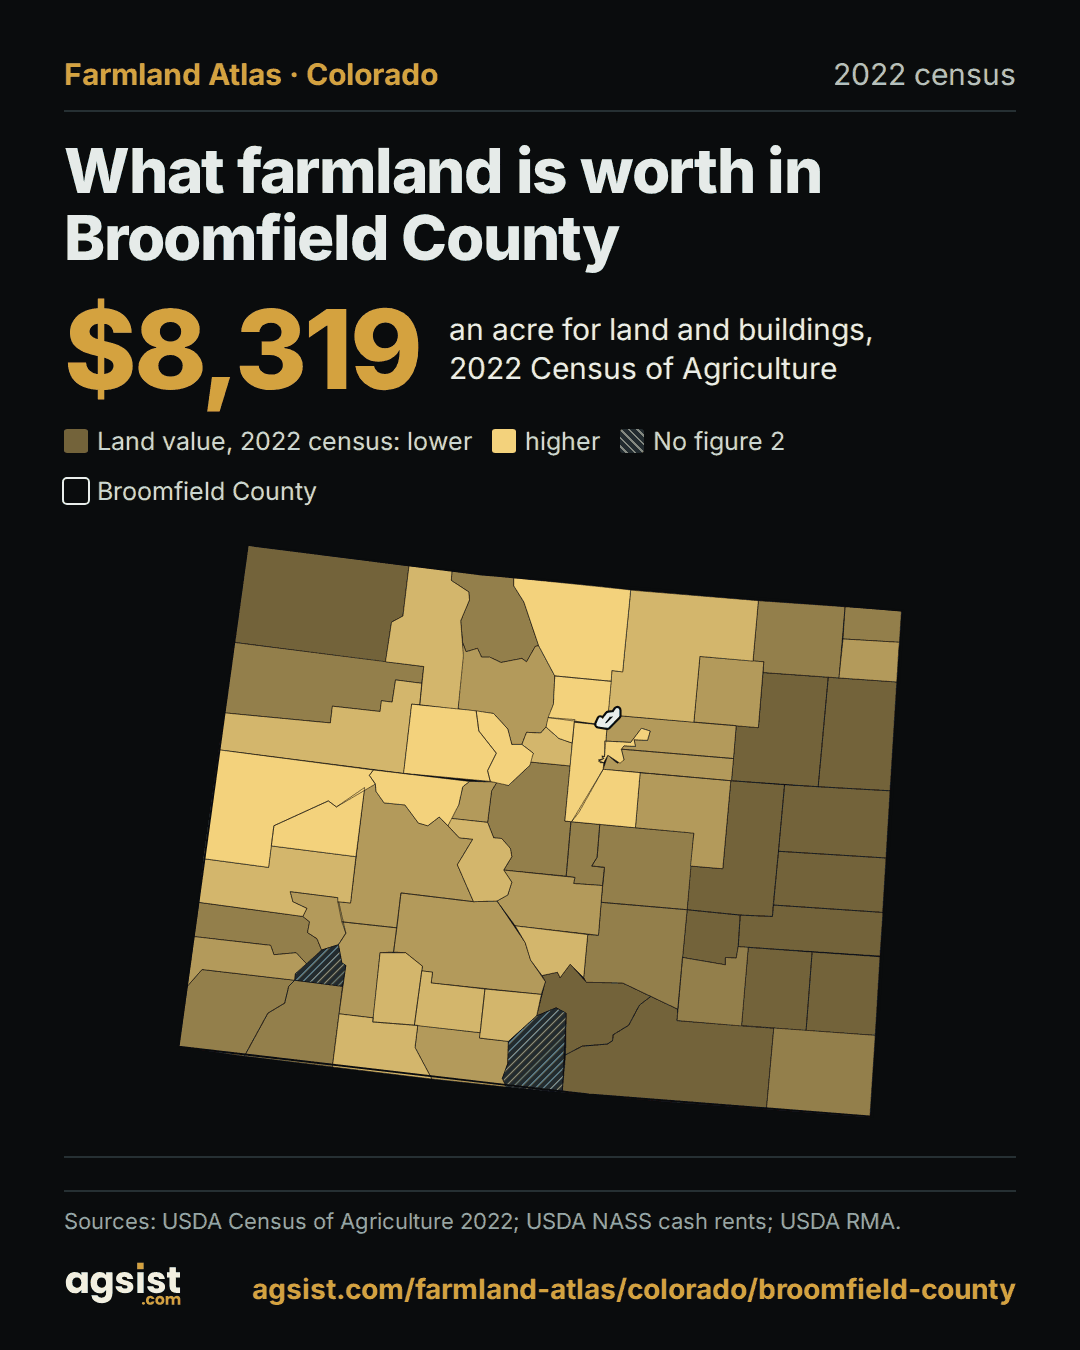 Farmland Atlas · Colorado
2022 census
What farmland is worth in
Broomfield County
$8,319
an acre for land and buildings,
2022 Census of Agriculture
Land value, 2022 census: lower
higher
No figure 2
Broomfield County
Sources: USDA Census of Agriculture 2022; USDA NASS cash rents; USDA RMA.
agsist
.com
agsist.com/farmland-atlas/colorado/broomfield-county